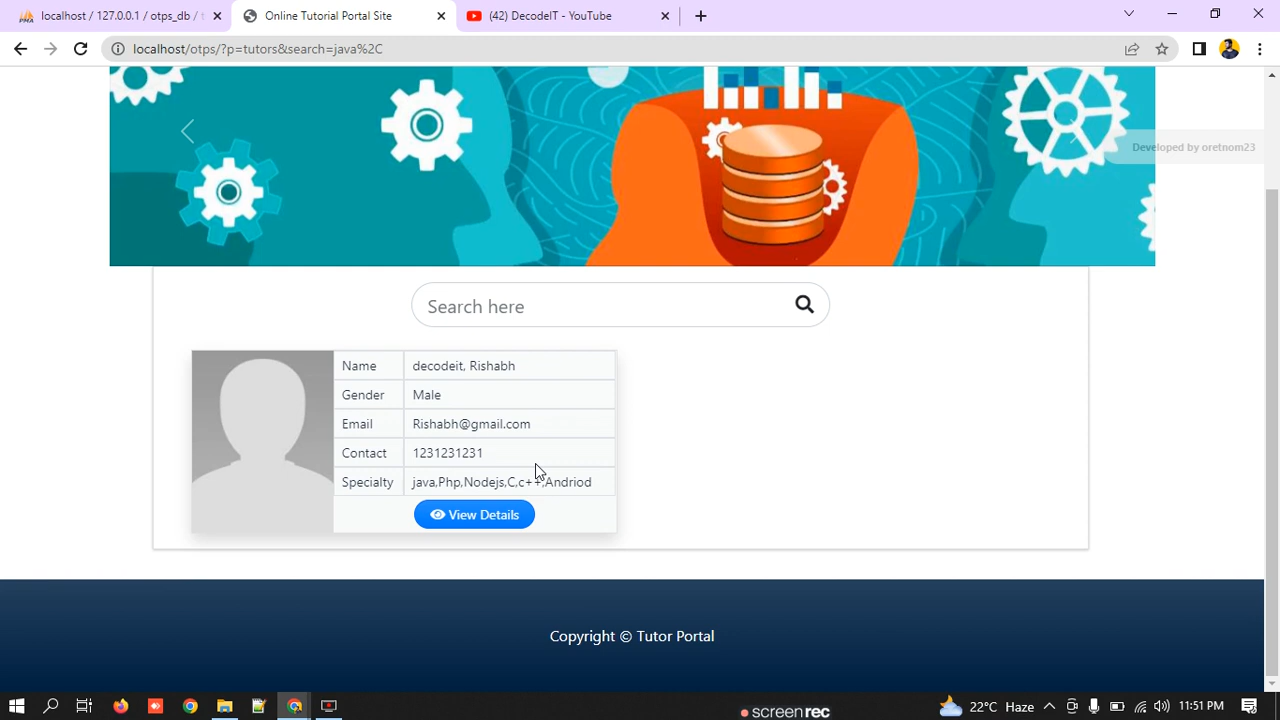 localhost / 127.0.0.1 / otps_db / t
Online Tutorial Portal Site
(42) DecodeIT - YouTube
localhost/otps/?p=tutors&search=java%2C
Developed by oretnom23
Search here
Name decodeit, Rishabh
Gender Male
Email Rishabh@gmail.com
Contact 1231231231
Specialty java,Php,Nodejs,C,c++,Andriod
View Details
Copyright © Tutor Portal
22°C Haze
11:51 PM
screenrec